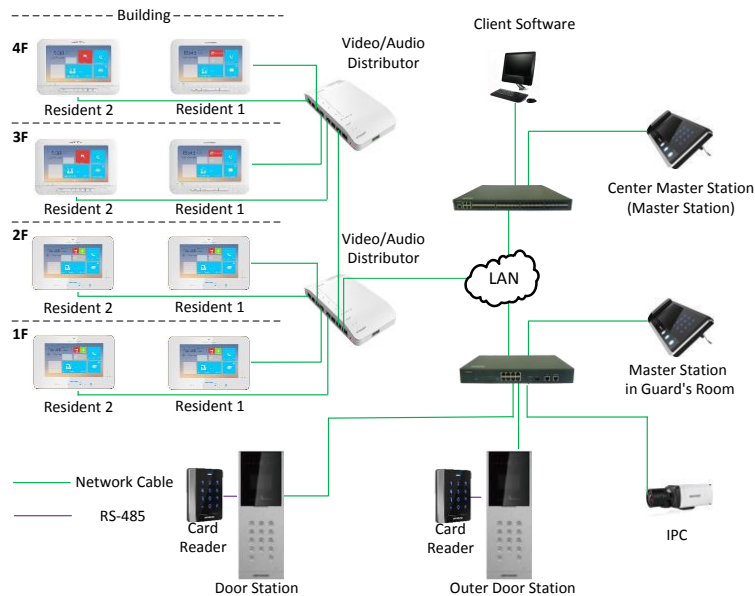 Building
4F
Resident 2
Resident 1
Video/Audio
Distributor
Client Software
3F
Resident 2
Resident 1
Center Master Station
(Master Station)
2F
Resident 2
Resident 1
Video/Audio
Distributor
LAN
1F
Resident 2
Resident 1
Master Station
in Guard's Room
Network Cable
RS-485
Card
Reader
Door Station
Card
Reader
Outer Door Station
IPC